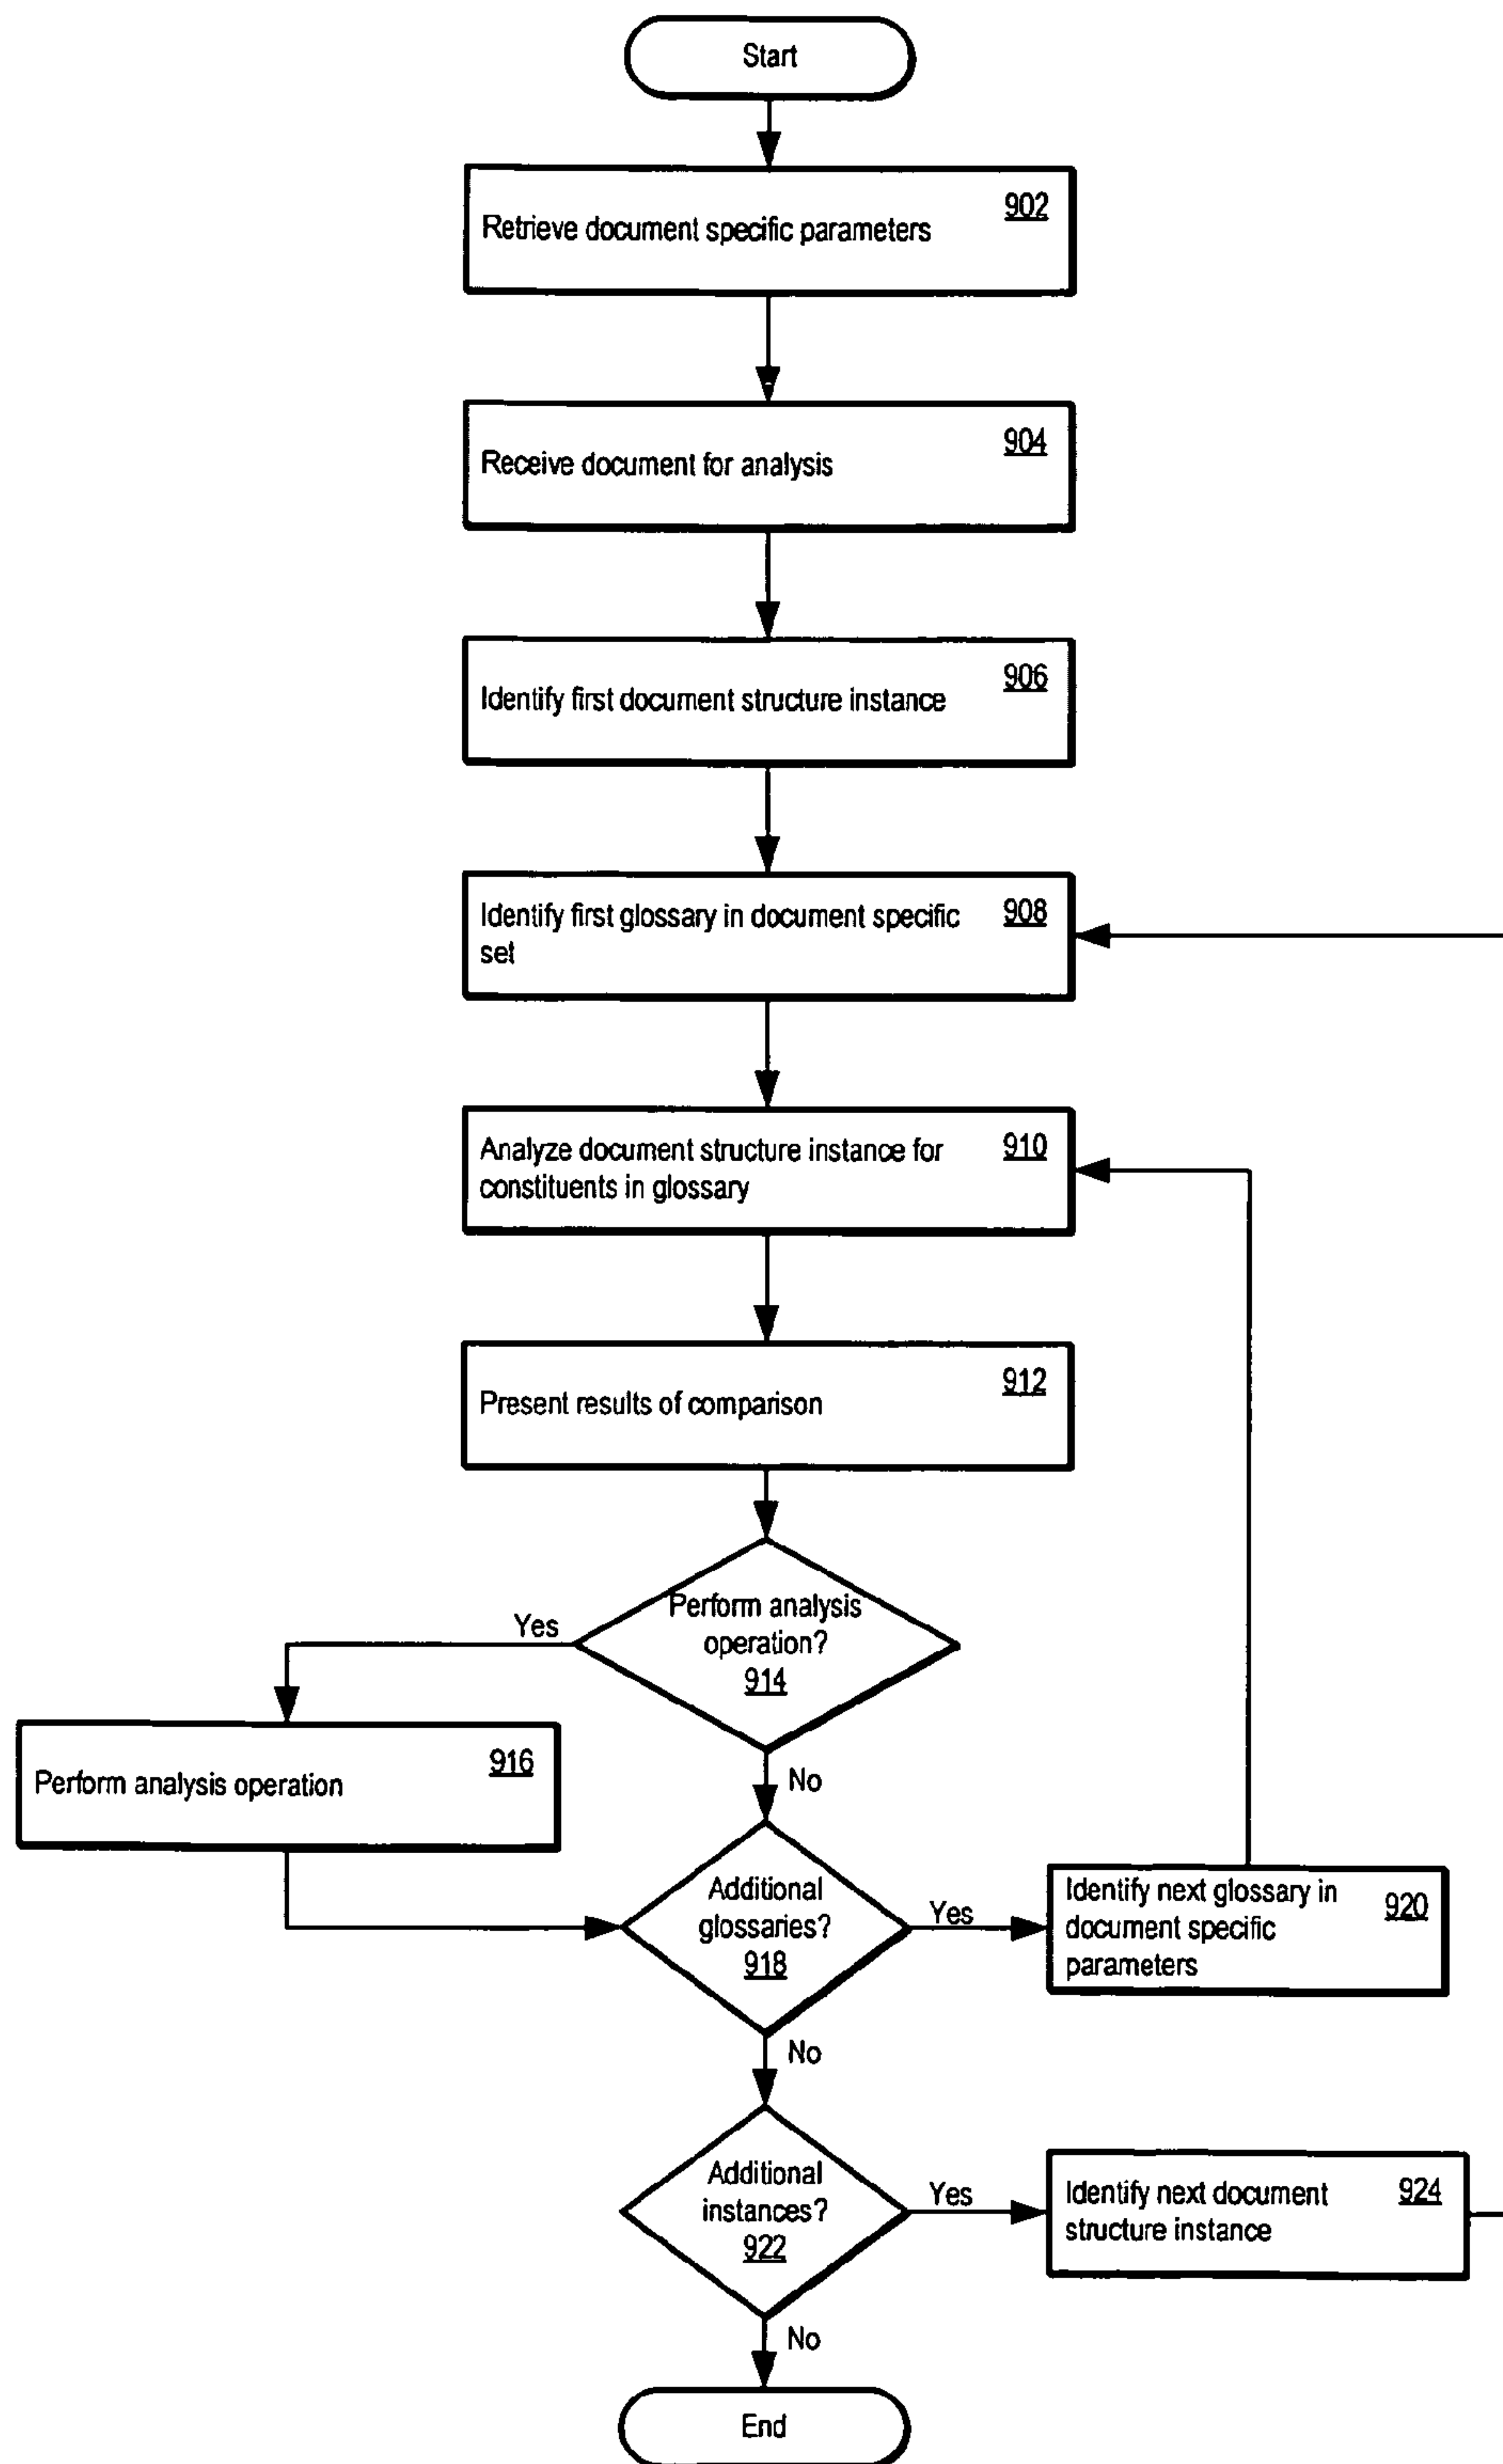 Start
902
Retrieve document specific parameters
904
Receive document for analysis
906
Identify first document structure instance
Identify first glossary in document specific
908
set
Analyze document structure instance for
910
constituents in glossary
912
Present results of comparison
Perform analysis
operation?
914
Yes
No
916
Perform analysis operation
Additional
glossaries?
918
Yes
No
Identify next glossary in
document specific
parameters
920
Additional
instances?
922
Yes
No
Identify next document
structure instance
924
End